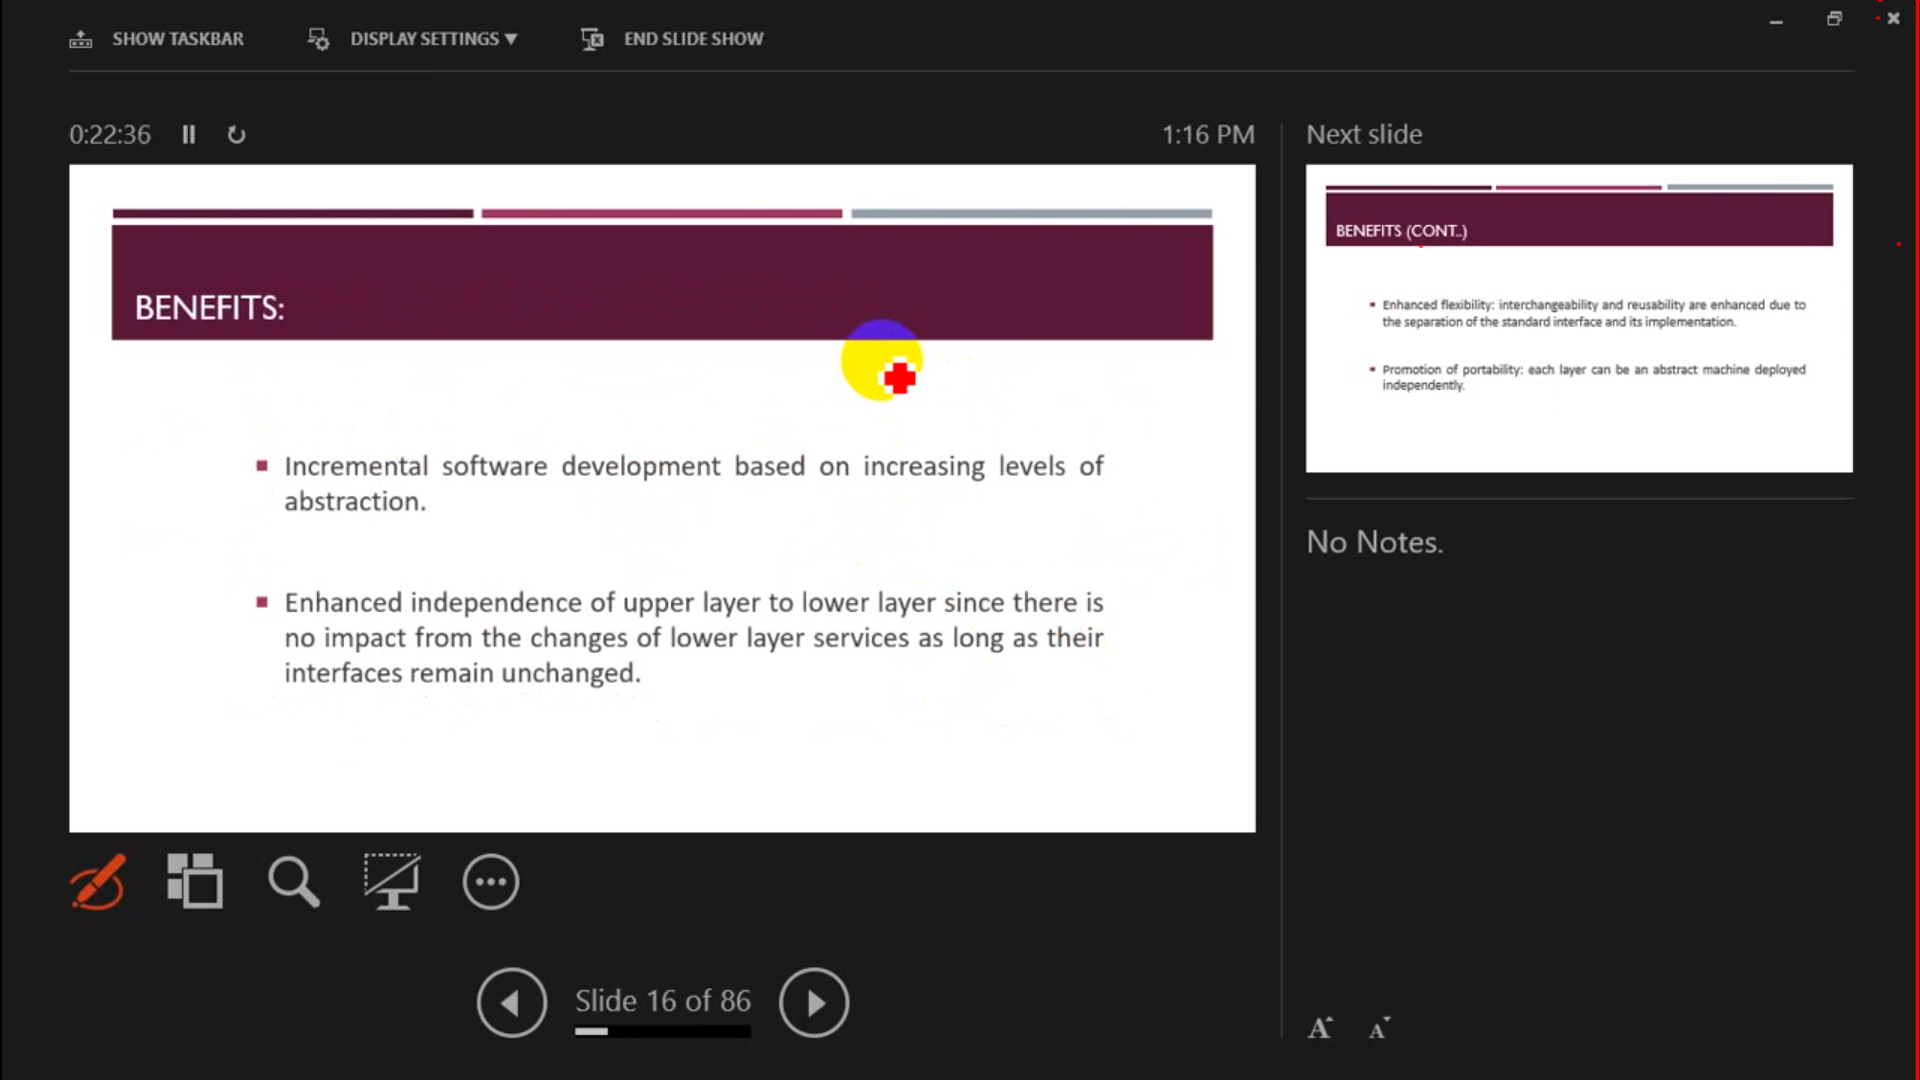 SHOW TASKBAR
DISPLAY SETTINGS ▼
END SLIDE SHOW
0:22:36
1:16 PM
Next slide
BENEFITS:
Incremental software development based on increasing levels of
abstraction.
Enhanced independence of upper layer to lower layer since there is
no impact from the changes of lower layer services as long as their
interfaces remain unchanged.
BENEFITS (CONT..)
Enhanced flexibility: interchangeability and reusability are enhanced due to
the separation of the standard interface and its implementation.
Promotion of portability: each layer can be an abstract machine deployed
independently.
No Notes.
Slide 16 of 86
A A